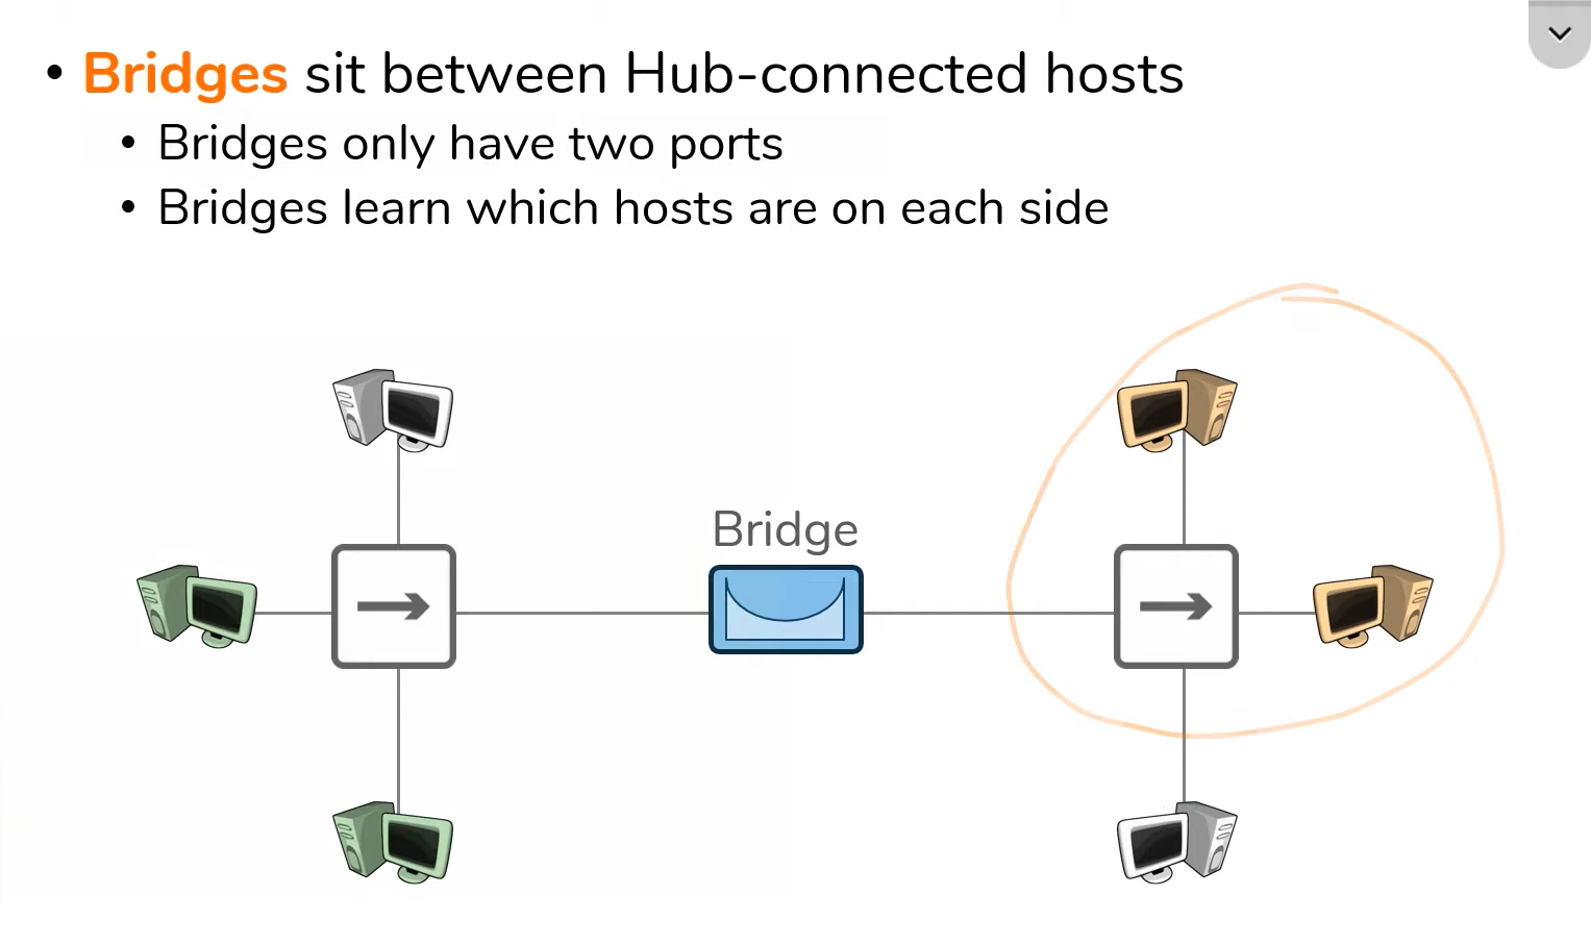 • Bridges sit between Hub-connected hosts
• Bridges only have two ports
• Bridges learn which hosts are on each side
Bridge